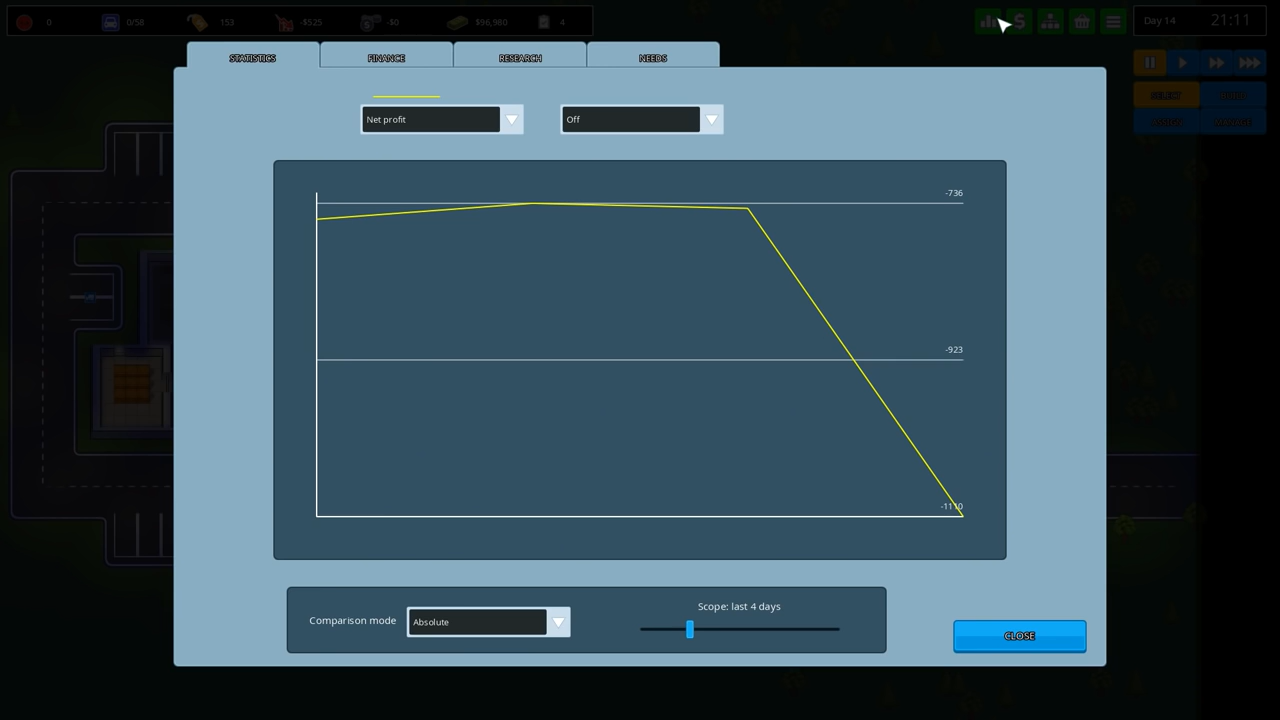 0 0/58 153 -$525 -$0 $96,980 4 Day 14 21:11
STATISTICS FINANCE RESEARCH NEEDS
Net profit Off
SELECT
-736
-923
-1110
Scope: last 4 days
Comparison mode Absolute
CLOSE